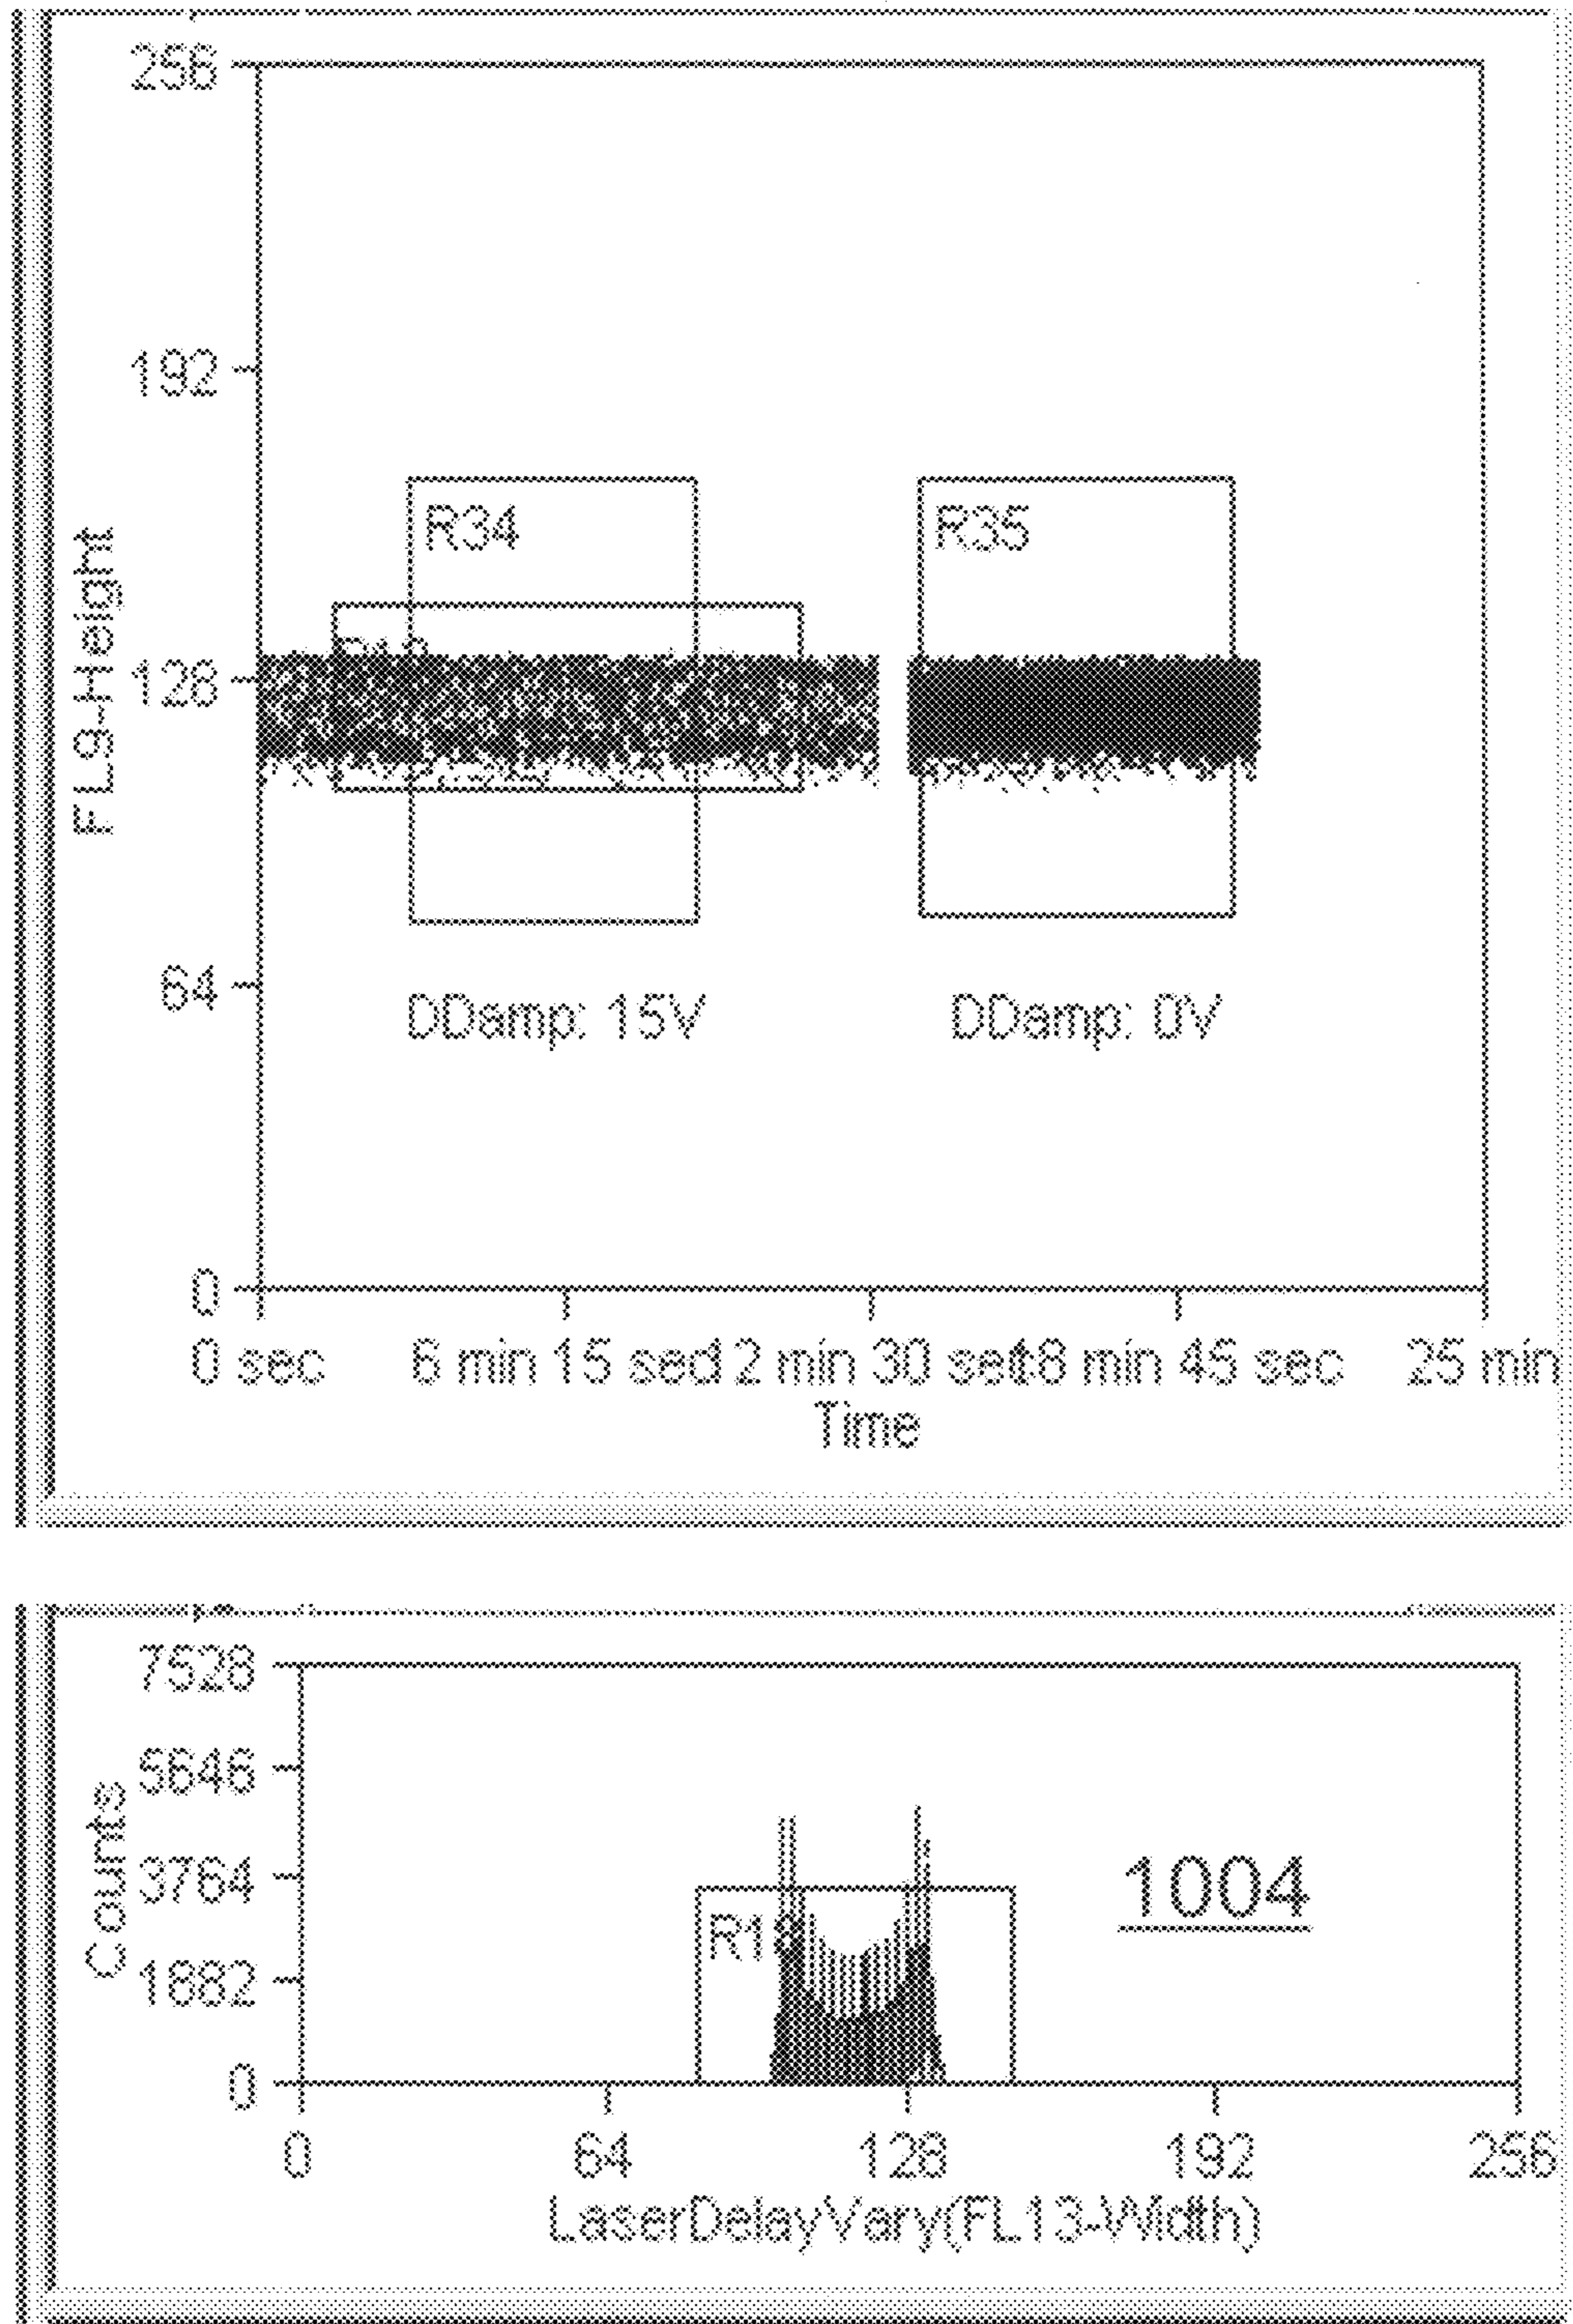 256
192
128
64
0
FLg-Height
R34
R35
DDamp: 15V
DDamp: 0V
0 sec
6 min 15 sec
12 min 30 sec
18 min 45 sec
25 min
Time
7528
5646
3764
1882
0
Counts
1004
0
64
128
192
256
LaserDelayVary(FL13-Width)